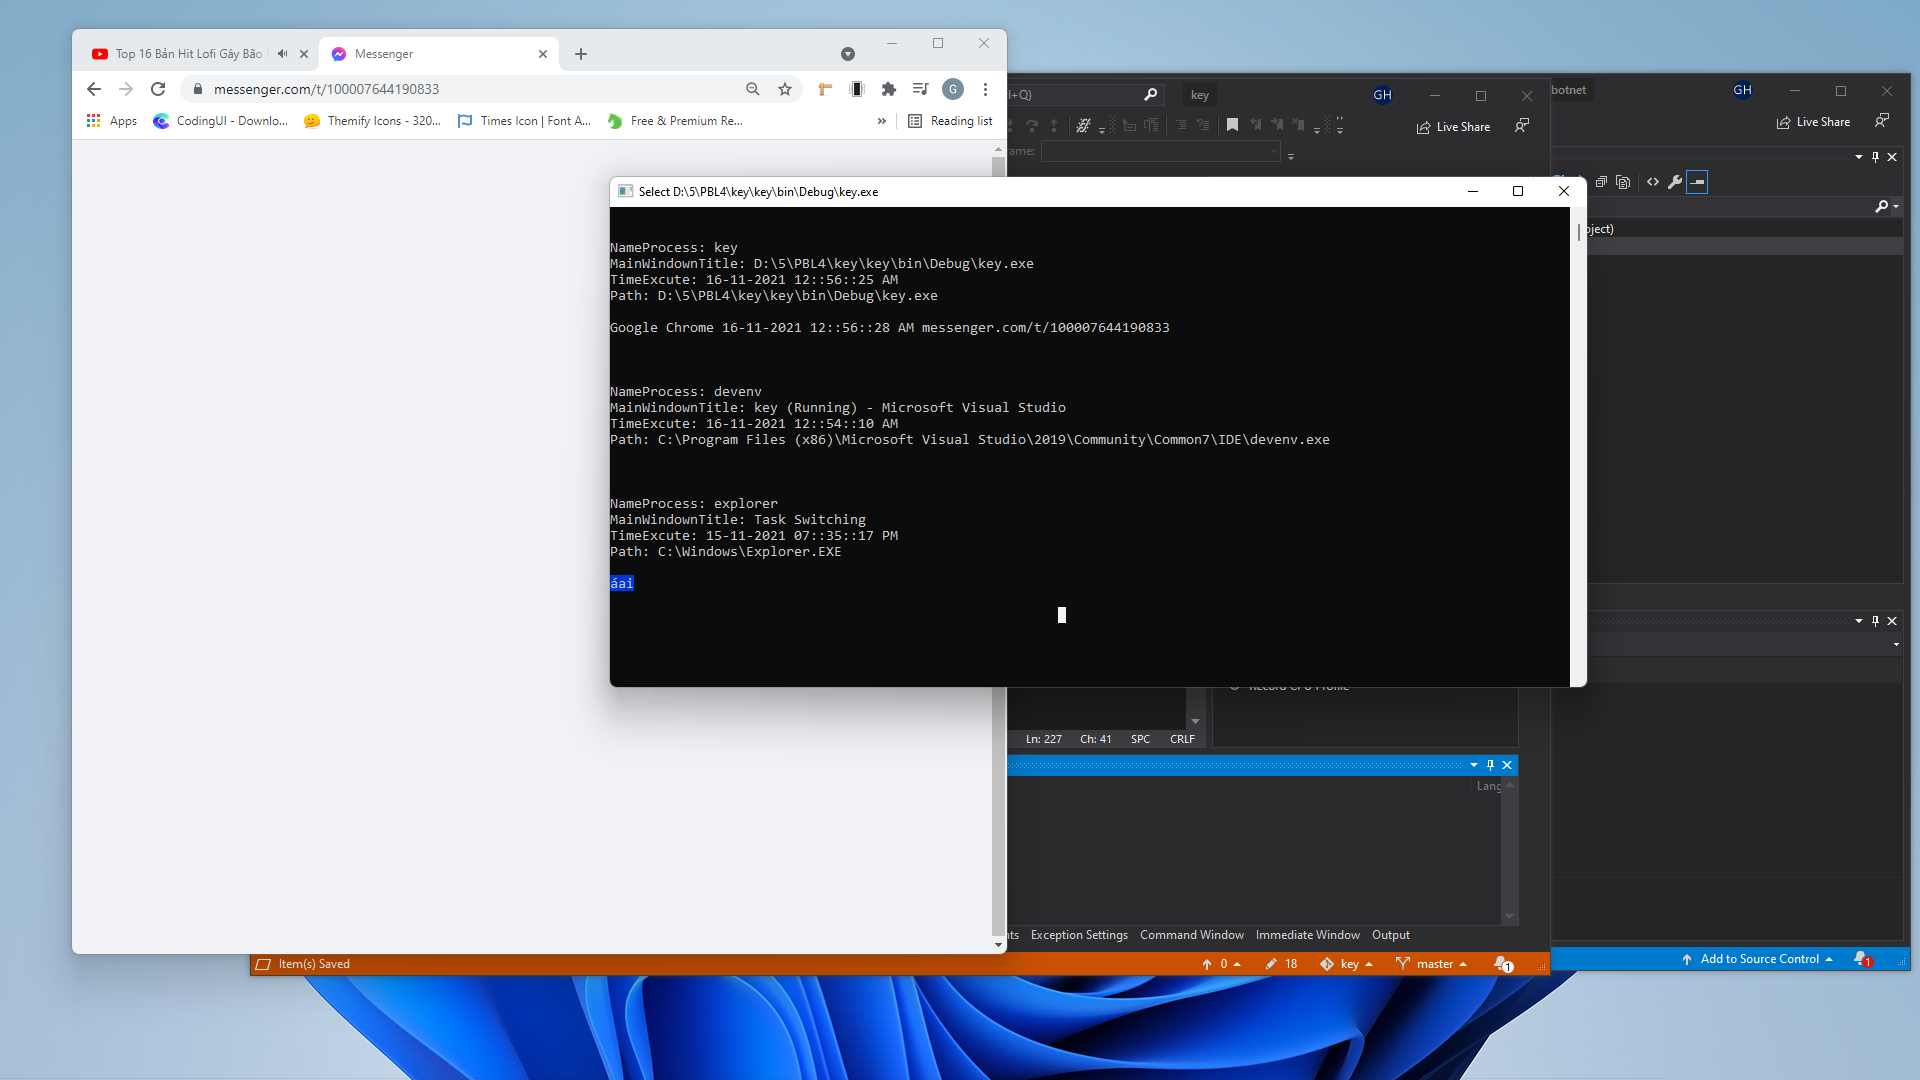 Top 16 Bản Hit Lofi Gây Bão
Messenger
messenger.com/t/100007644190833
G
Apps
CodingUI - Downlo...
Themify Icons - 320...
Times Icon | Font A...
Free & Premium Re...
»
Reading list
+Q)
key
GH
Live Share
botnet
GH
Live Share
ame:
Select D:\5\PBL4\key\key\bin\Debug\key.exe
NameProcess: key
MainWindownTitle: D:\5\PBL4\key\key\bin\Debug\key.exe
TimeExcute: 16-11-2021 12::56::25 AM
Path: D:\5\PBL4\key\key\bin\Debug\key.exe
Google Chrome 16-11-2021 12::56::28 AM messenger.com/t/100007644190833
NameProcess: devenv
MainWindownTitle: key (Running) - Microsoft Visual Studio
TimeExcute: 16-11-2021 12::54::10 AM
Path: C:\Program Files (x86)\Microsoft Visual Studio\2019\Community\Common7\IDE\devenv.exe
NameProcess: explorer
MainWindownTitle: Task Switching
TimeExcute: 15-11-2021 07::35::17 PM
Path: C:\Windows\Explorer.EXE
áai
oject)
Record CPU Profile
Ln: 227 Ch: 41 SPC CRLF
Lang
nts Exception Settings Command Window Immediate Window Output
Item(s) Saved
0
18
key
master
1
Add to Source Control
1